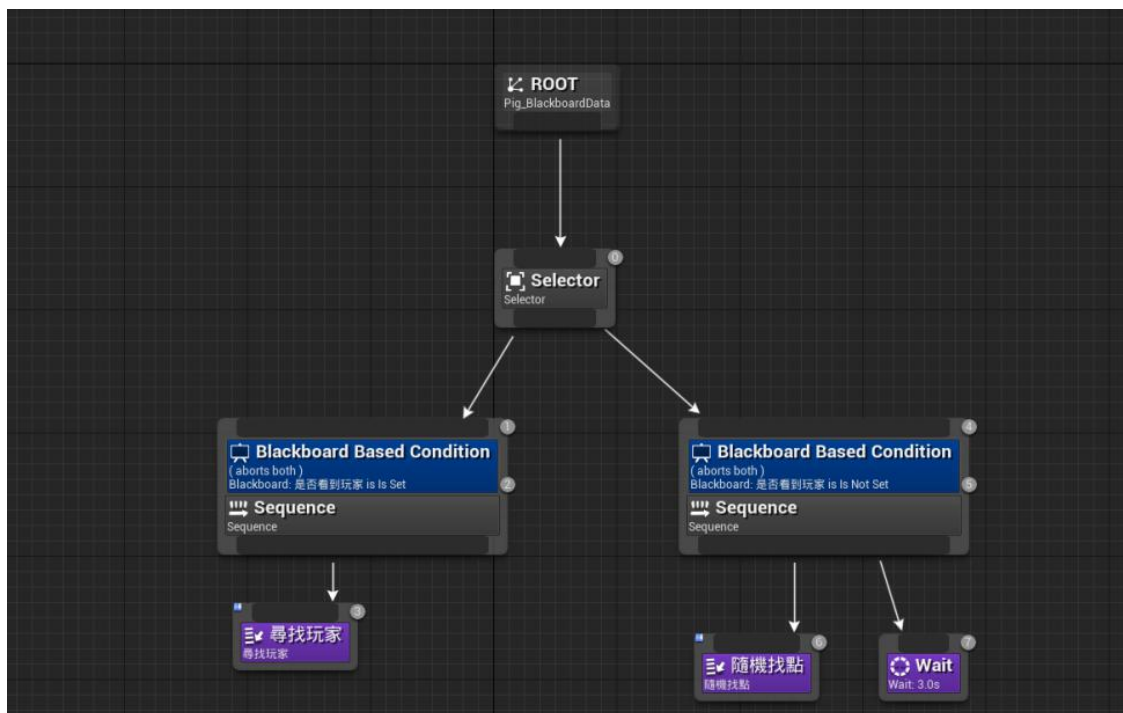 ROOT
Pig_BlackboardData
0
Selector
Selector
1
Blackboard Based Condition
( aborts both )
Blackboard: 是否看到玩家 is Is Set
2
Sequence
Sequence
4
Blackboard Based Condition
( aborts both )
Blackboard: 是否看到玩家 is Is Not Set
5
Sequence
Sequence
3
尋找玩家
尋找玩家
6
隨機找點
隨機找點
7
Wait
Wait: 3.0s